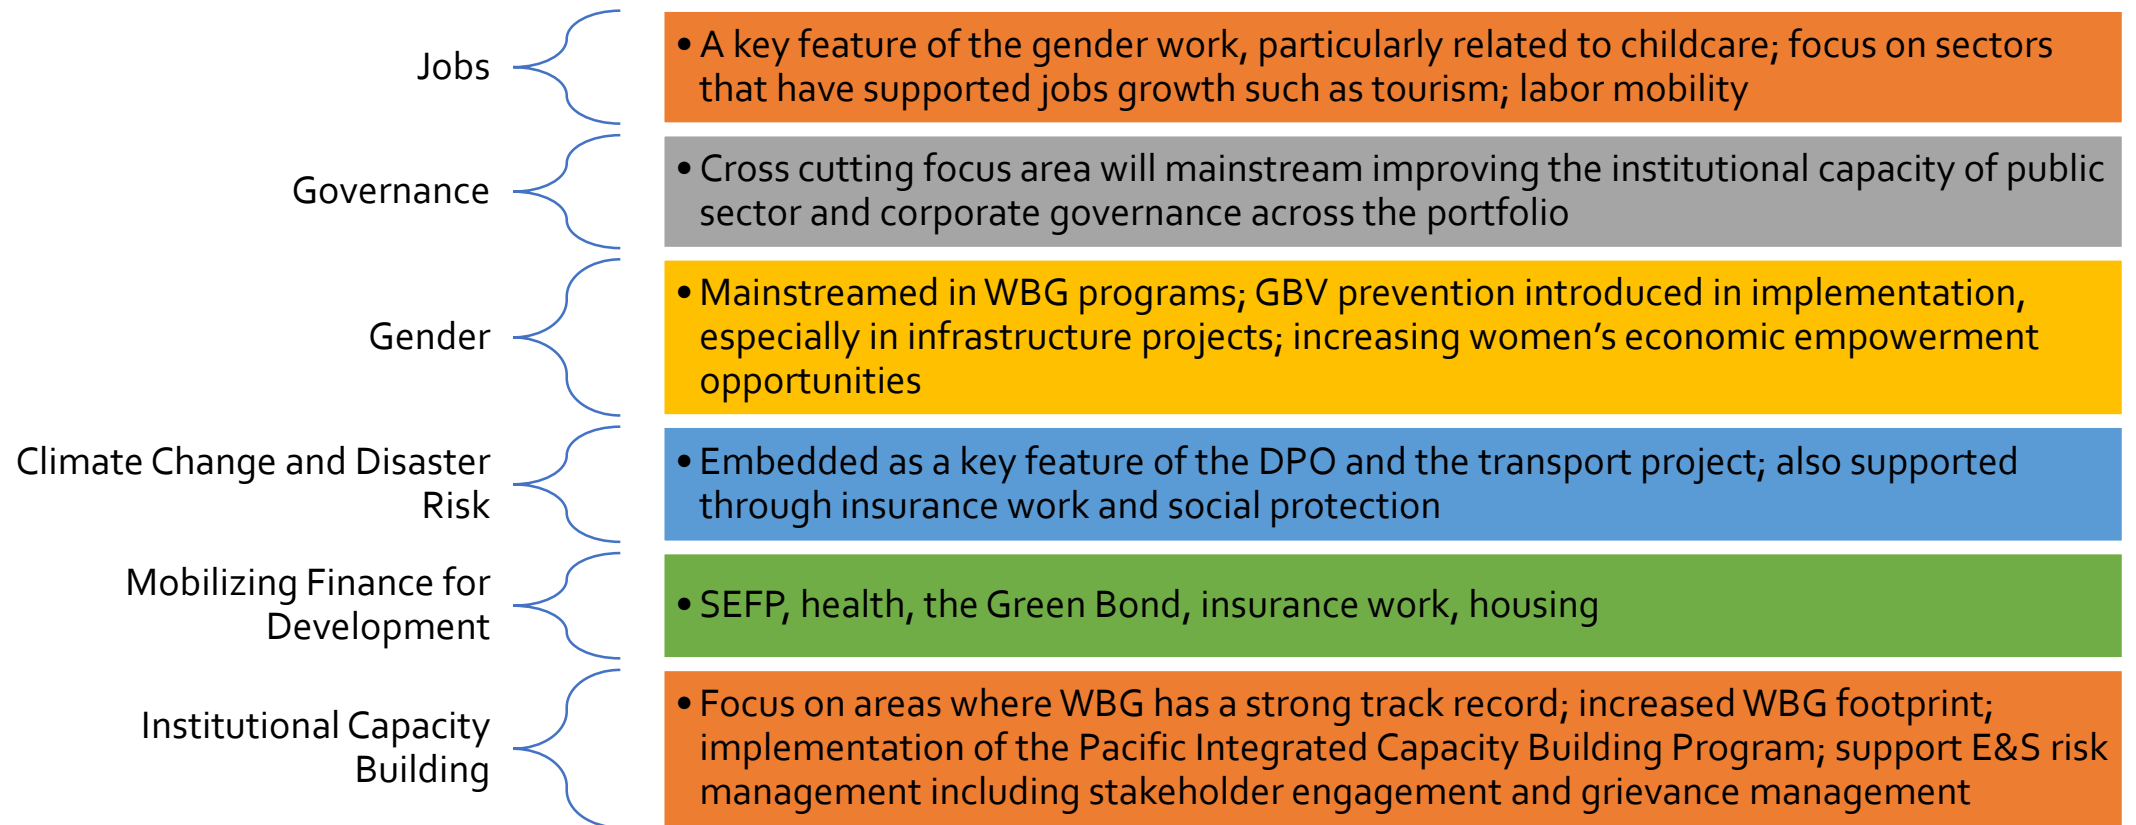 Jobs
• A key feature of the gender work, particularly related to childcare; focus on sectors
that have supported jobs growth such as tourism; labor mobility
Governance
• Cross cutting focus area will mainstream improving the institutional capacity of public
sector and corporate governance across the portfolio
Gender
• Mainstreamed in WBG programs; GBV prevention introduced in implementation,
especially in infrastructure projects; increasing women’s economic empowerment
opportunities
Climate Change and Disaster
Risk
• Embedded as a key feature of the DPO and the transport project; also supported
through insurance work and social protection
Mobilizing Finance for
Development
• SEFP, health, the Green Bond, insurance work, housing
Institutional Capacity
Building
• Focus on areas where WBG has a strong track record; increased WBG footprint;
implementation of the Pacific Integrated Capacity Building Program; support E&S risk
management including stakeholder engagement and grievance management